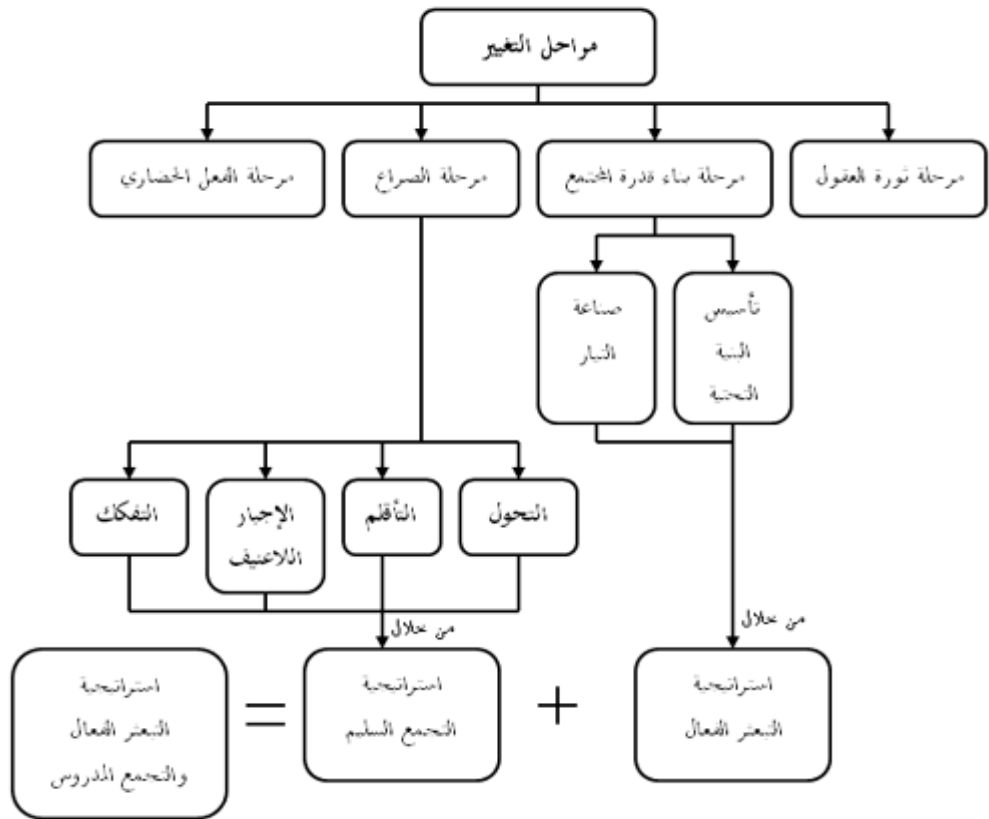 مراحل التغيير
مرحلة ثورة العقول
مرحلة بناء قدرة المجتمع
مرحلة الصراع
مرحلة الفعل الحضاري
تأسيس
البنية
التحتية
صناعة
التيار
التحول
التأقلم
الإجبار
اللاعنيف
التفكك
من خلال
من خلال
استراتيجية
التبعثر الفعال
+
استراتيجية
التجمع السليم
=
استراتيجية
التبعثر الفعال
والتجمع المدروس